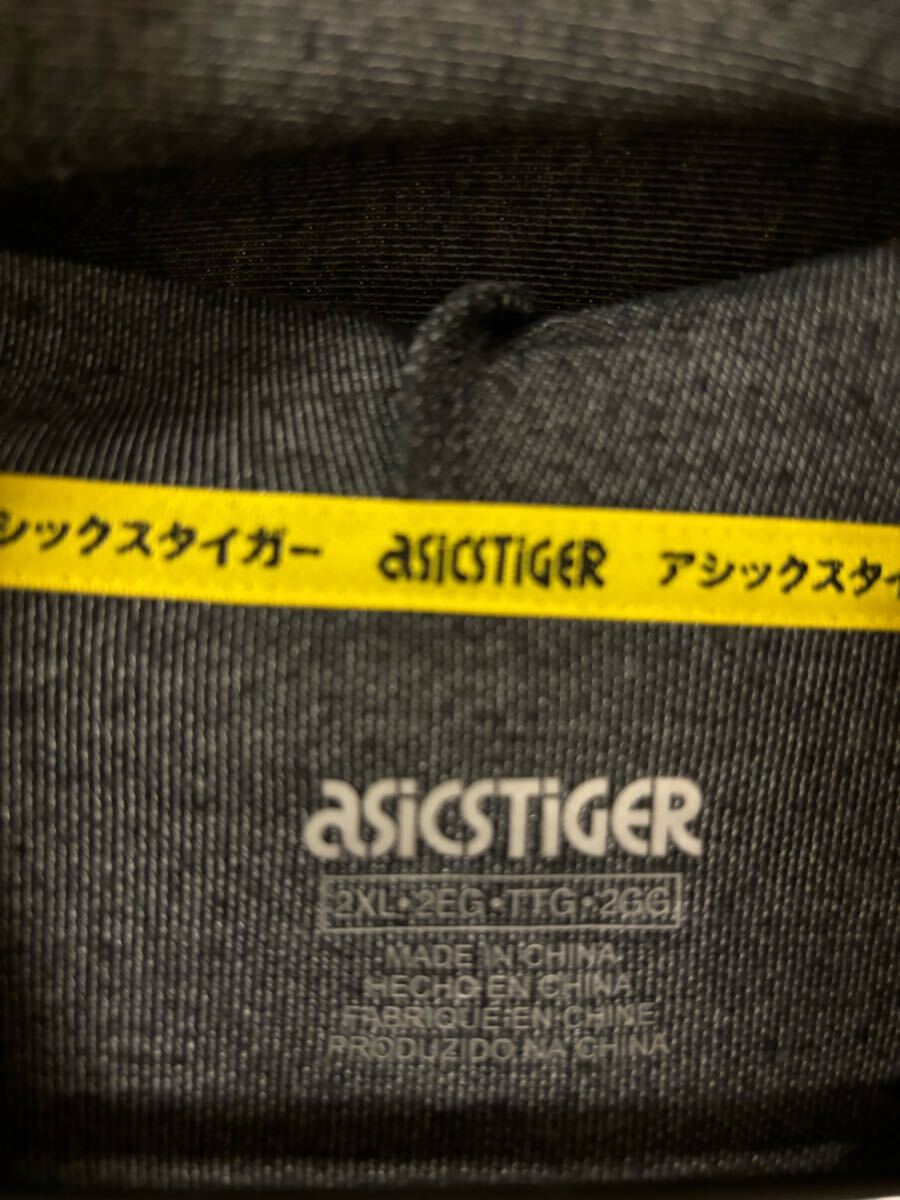 シックスタイガー asicsTiGER アシックスタイ
asicsTiGER
2XL•2EG•TTG•2GG
MADE IN CHINA
HECHO EN CHINA
FABRIQUE EN CHINE
PRODUZIDO NA CHINA